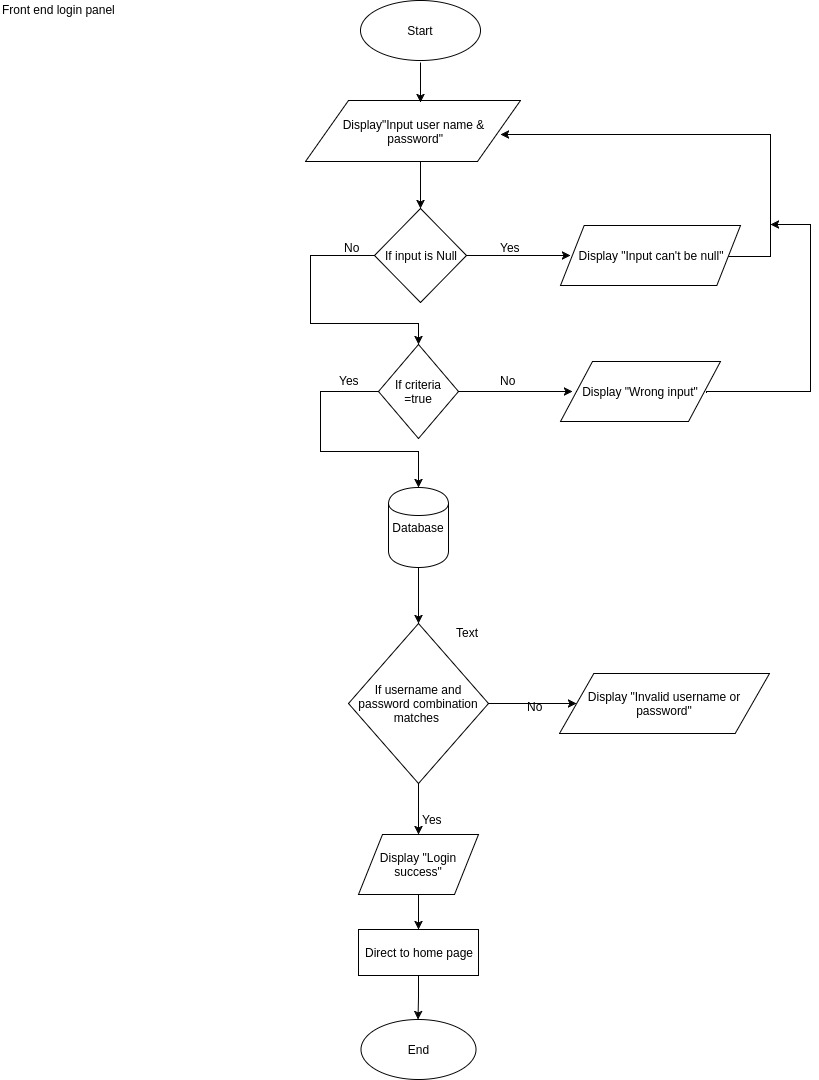 Front end login panel
Start
Display"Input user name &
password"
No
If input is Null
Yes
Display "Input can't be null"
Yes
If criteria
=true
No
Display "Wrong input"
Database
Text
If username and
password combination
matches
No
Display "Invalid username or
password"
Yes
Display "Login
success"
Direct to home page
End